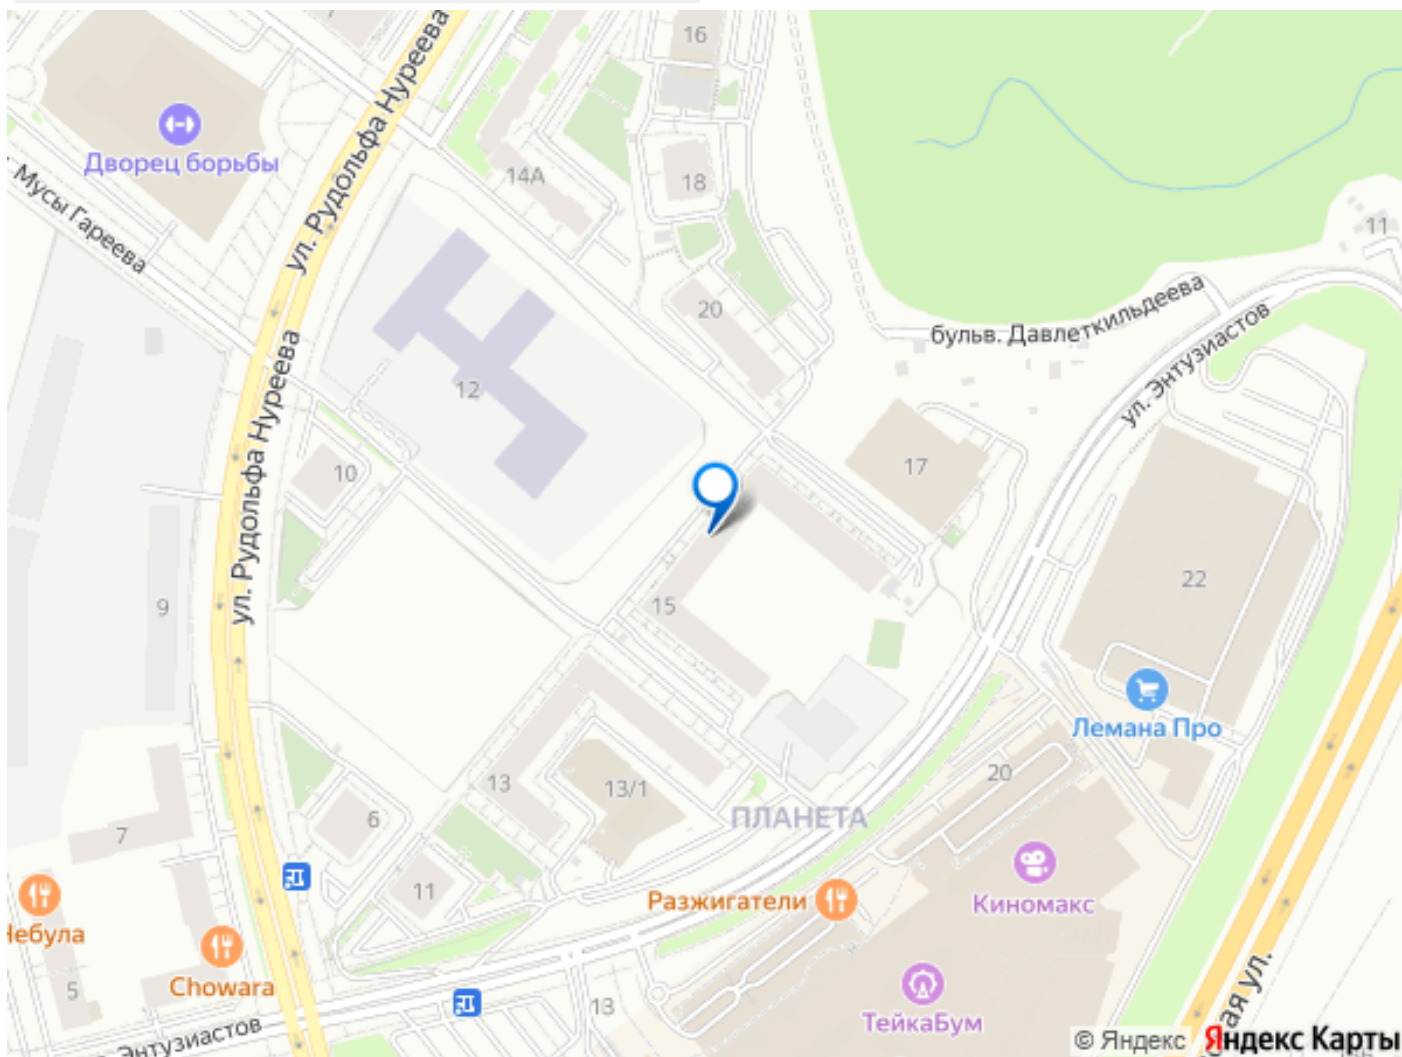 16
ул. Рудольфа Нуреева
Дворец борьбы
14А
18
Мусы Гареева
11
20
бульв. Давлеткильдеева
ул. Энтузиастов
12
ул. Рудольфа Нуреева
10
17
22
9
15
Лемана Про
13
13/1
20
ПЛАНЕТА
6
7
11
Разжигатели
Киномакс
Небула
Chowara
5
13
ТейкаБум
ая ул.
Энтузиастов
© Яндекс Яндекс Карты